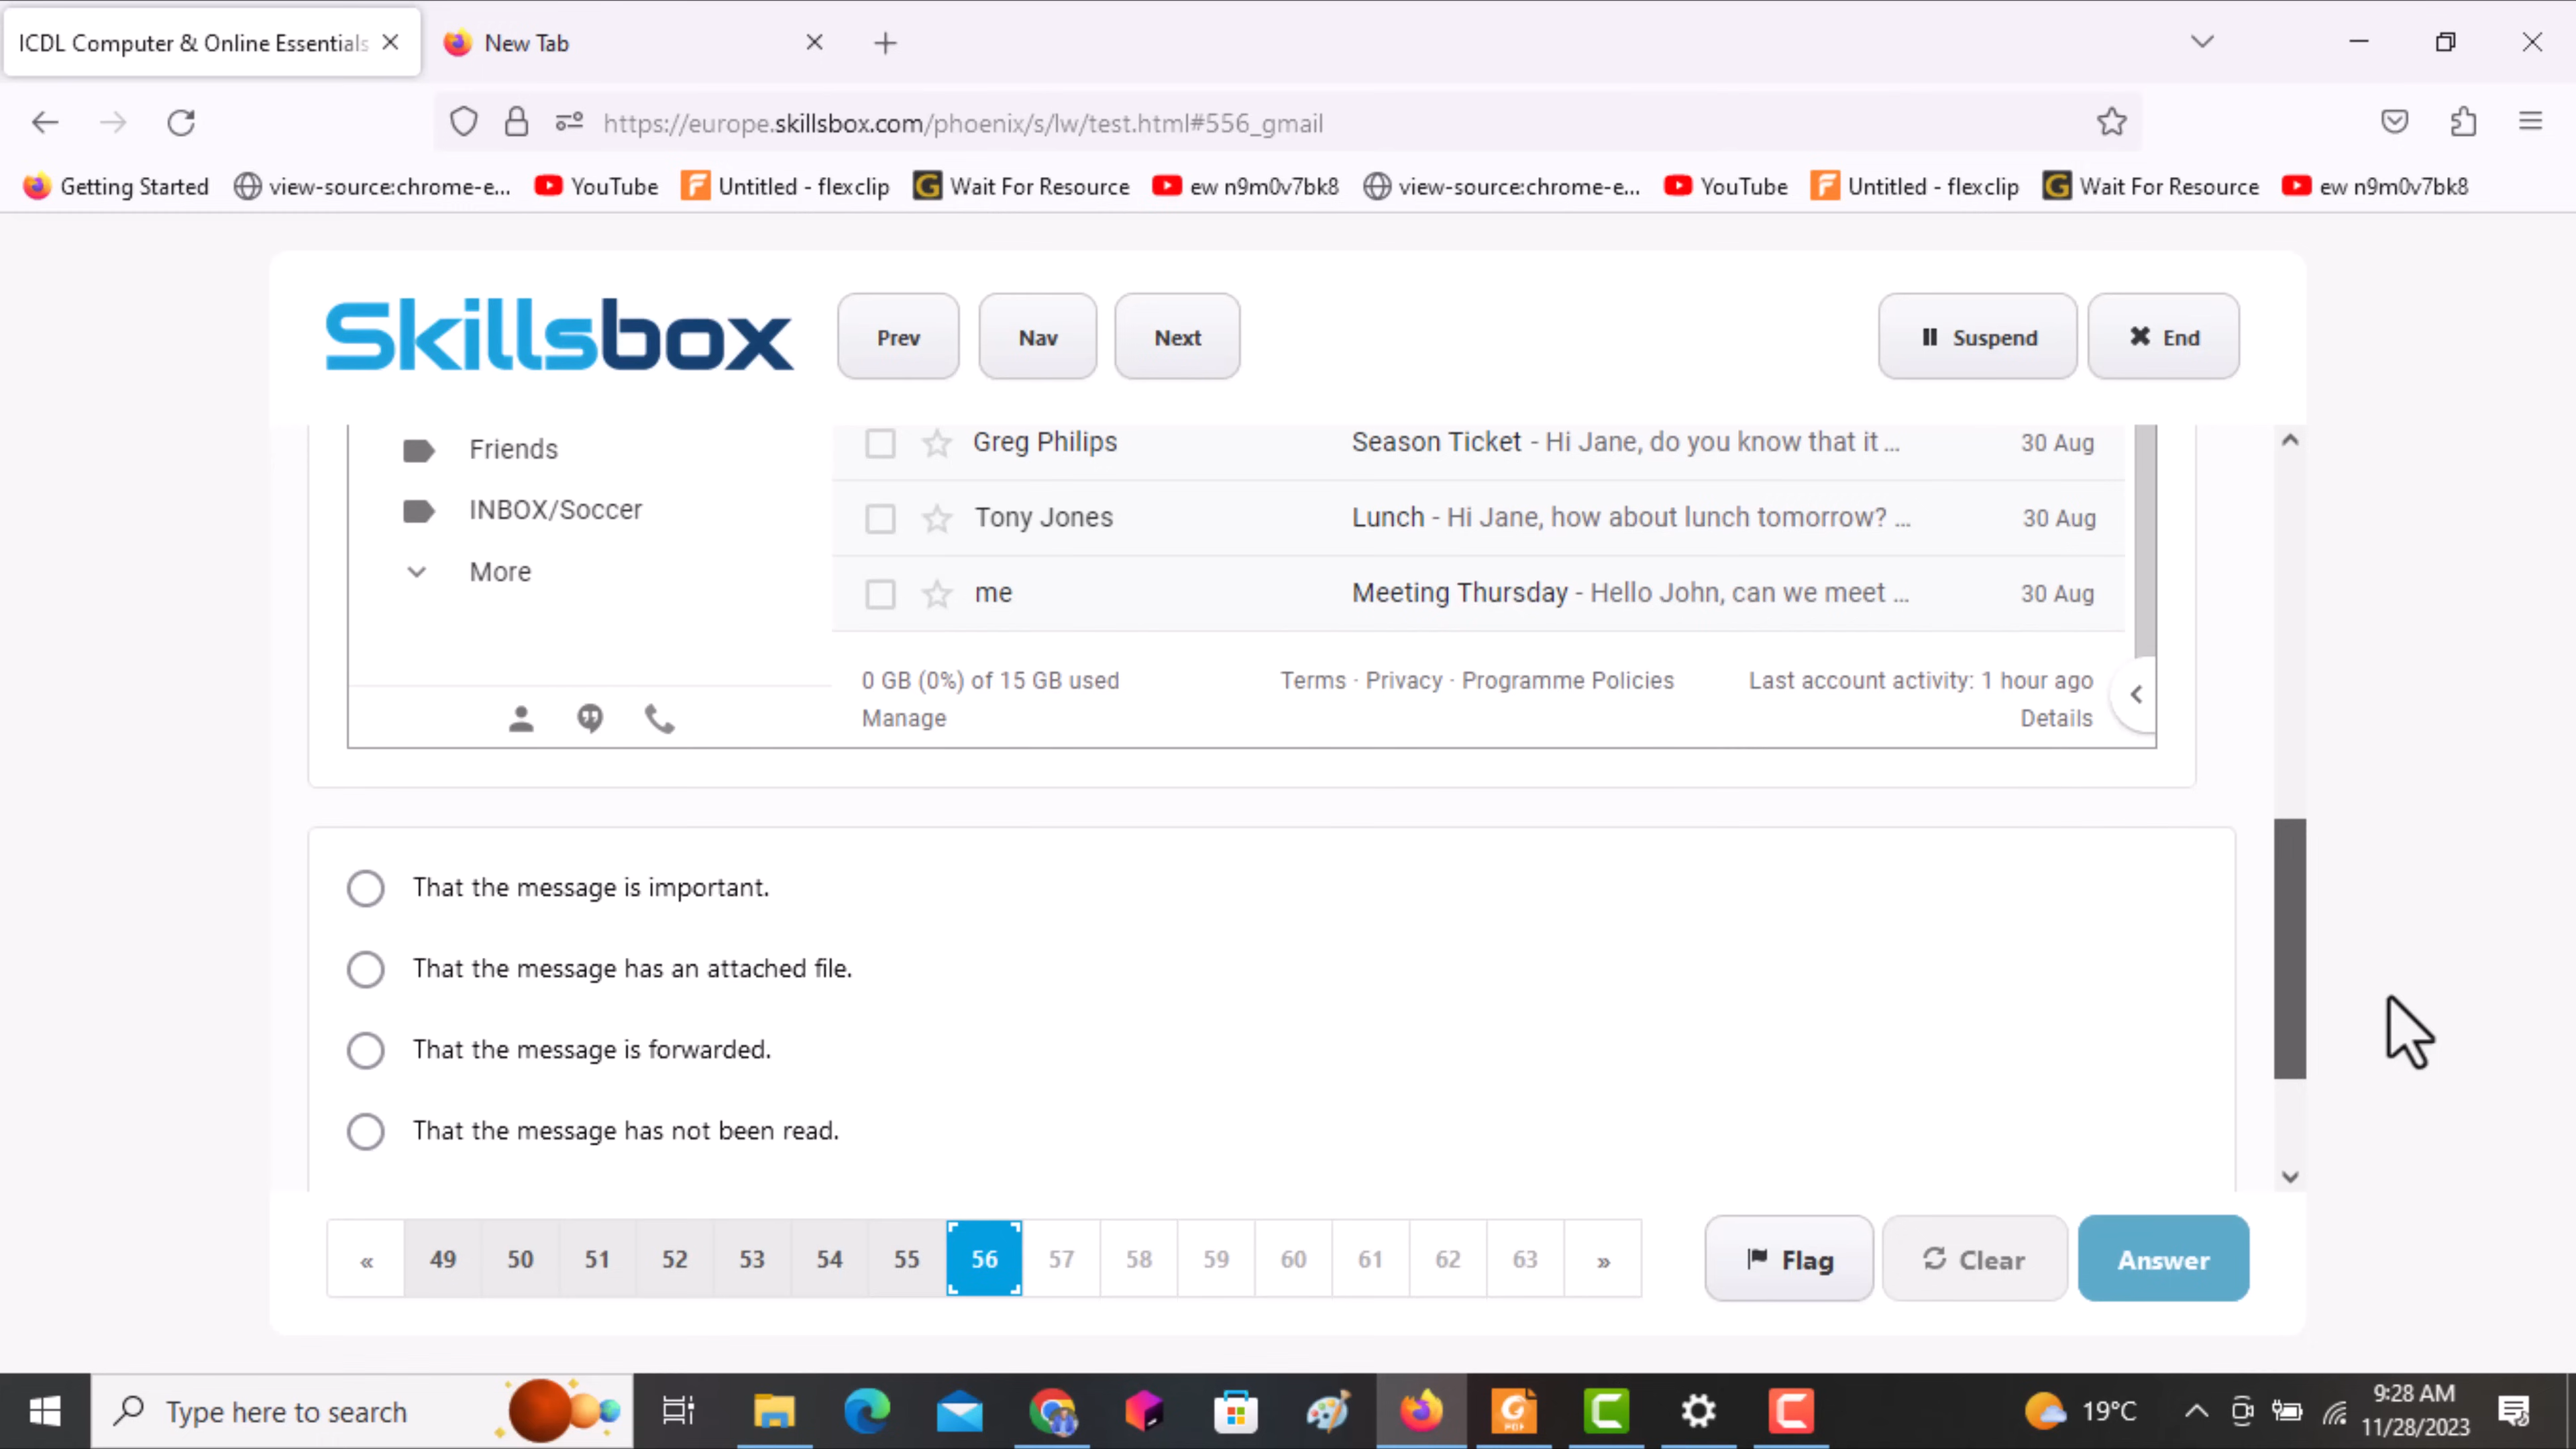 ICDL Computer & Online Essentials
New Tab
https://europe.skillsbox.com/phoenix/s/lw/test.html#556_gmail
Getting Started view-source:chrome-e... YouTube Untitled - flexclip Wait For Resource ew n9m0v7bk8 view-source:chrome-e... YouTube Untitled - flexclip Wait For Resource ew n9m0v7bk8
Skillsbox Prev Nav Next Suspend End
Friends
INBOX/Soccer
More
Greg Philips Season Ticket - Hi Jane, do you know that it ... 30 Aug
Tony Jones Lunch - Hi Jane, how about lunch tomorrow? ... 30 Aug
me Meeting Thursday - Hello John, can we meet ... 30 Aug
0 GB (0%) of 15 GB used Terms · Privacy · Programme Policies Last account activity: 1 hour ago
Manage Details
That the message is important.
That the message has an attached file.
That the message is forwarded.
That the message has not been read.
« 49 50 51 52 53 54 55 56 57 58 59 60 61 62 63 » Flag Clear Answer
Type here to search
19°C
9:28 AM
11/28/2023